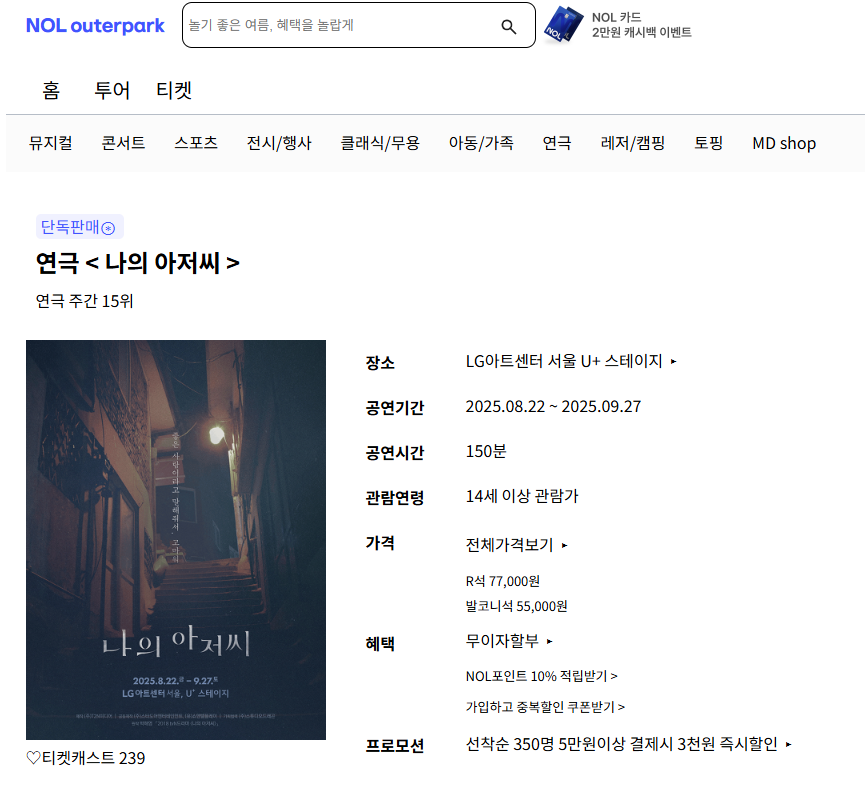 NOL outerpark
놀기 좋은 여름, 혜택을 놀랍게
NOL
NOL 카드
2만원 캐시백 이벤트
홈 투어 티켓
뮤지컬 콘서트 스포츠 전시/행사 클래식/무용 아동/가족 연극 레저/캠핑 토핑 MD shop
단독판매
연극 < 나의 아저씨 >
연극 주간 15위
좋은 사람이라고 말해줘서, 고마워
나의 아저씨
2025.8.22.금 – 9.27.토
LG아트센터 서울, U+ 스테이지
♡티켓캐스트 239
장소 LG아트센터 서울 U+ 스테이지 ▸
공연기간 2025.08.22 ~ 2025.09.27
공연시간 150분
관람연령 14세 이상 관람가
가격 전체가격보기 ▸
R석 77,000원
발코니석 55,000원
혜택 무이자할부 ▸
NOL포인트 10% 적립받기 >
가입하고 중복할인 쿠폰받기 >
프로모션 선착순 350명 5만원이상 결제시 3천원 즉시할인 ▸